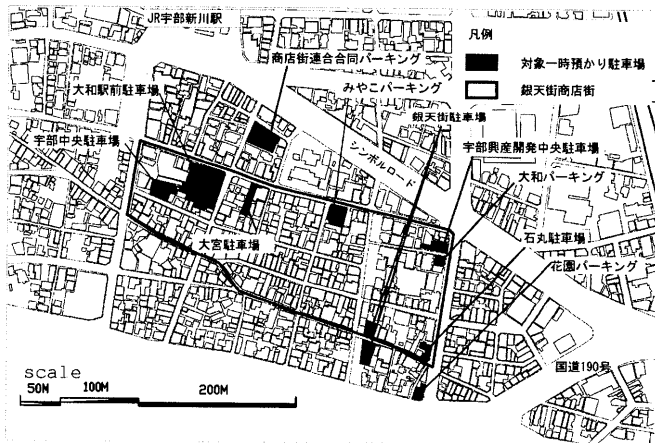 JR宇部新川駅
凡例
商店街連合合同パーキング
対象一時預かり駐車場
みやこパーキング
大和駅前駐車場
銀天街商店街
銀天街駐車場
宇部中央駐車場
シンボルロード
宇部興産開発中央駐車場
大和パーキング
大宮駐車場
石丸駐車場
花園パーキング
国道190号
scale
50M 100M 200M